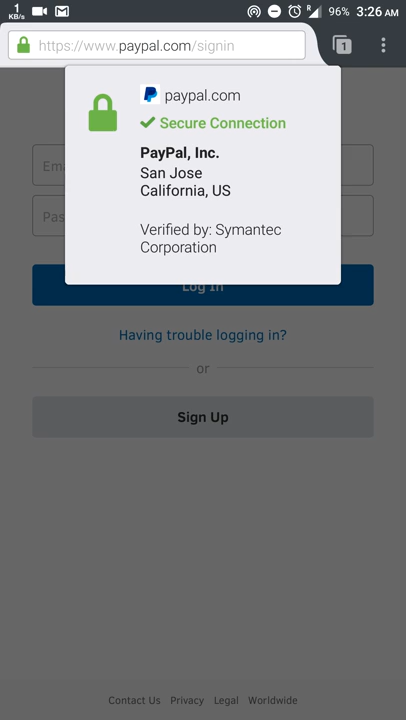 1
KB/s
R
96% 3:26 AM
https://www.paypal.com/signin
1
paypal.com
Secure Connection
PayPal, Inc.
San Jose
California, US
Verified by: Symantec
Corporation
Ema
Pas
Log In
Having trouble logging in?
or
Sign Up
Contact Us Privacy Legal Worldwide